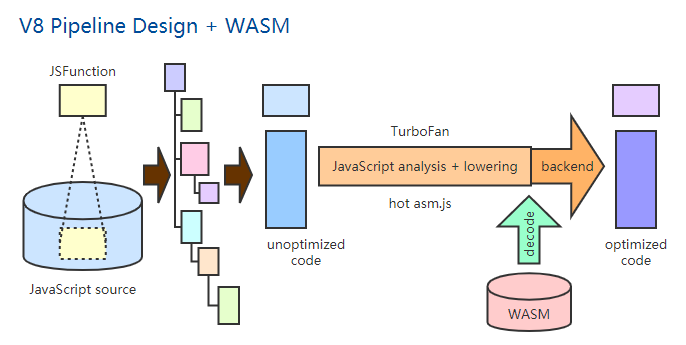 V8 Pipeline Design + WASM
JSFunction
TurboFan
JavaScript analysis + lowering
backend
hot asm.js
unoptimized
code
optimized
code
decode
JavaScript source
WASM